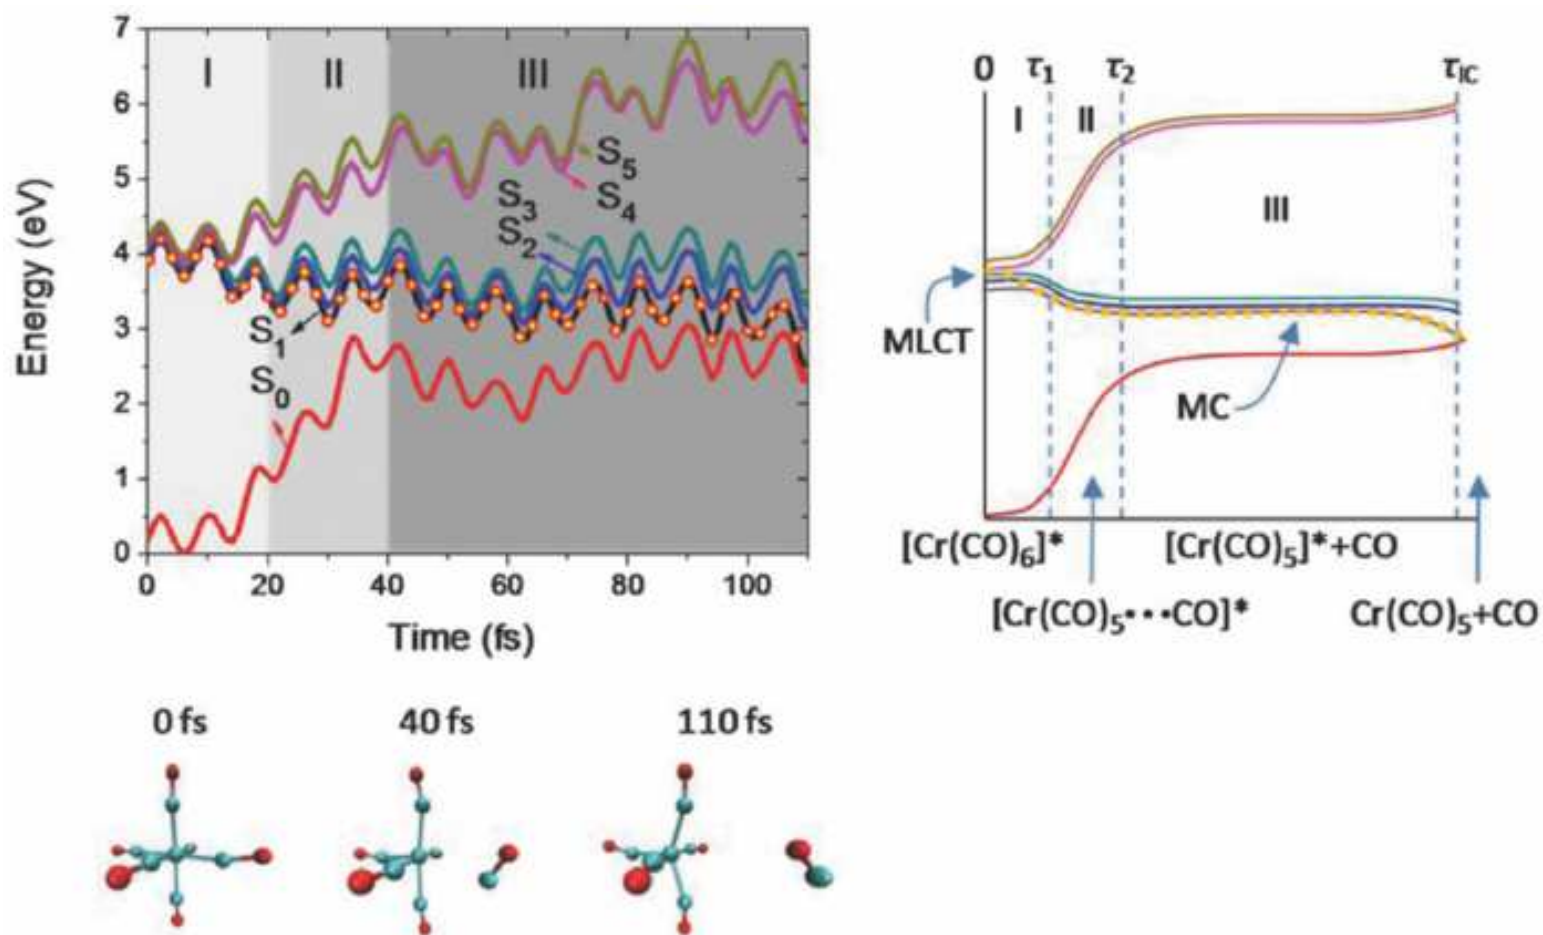 7
6
5
4
3
2
1
0
Energy (eV)
I
II
III
S₅
S₄
S₃
S₂
S₁
S₀
0
20
40
60
80
100
Time (fs)
0
τ₁
τ₂
τIC
I
II
III
MLCT
MC
[Cr(CO)₆]*
[Cr(CO)₅]*+CO
[Cr(CO)₅•••CO]*
Cr(CO)₅+CO
0 fs
40 fs
110 fs